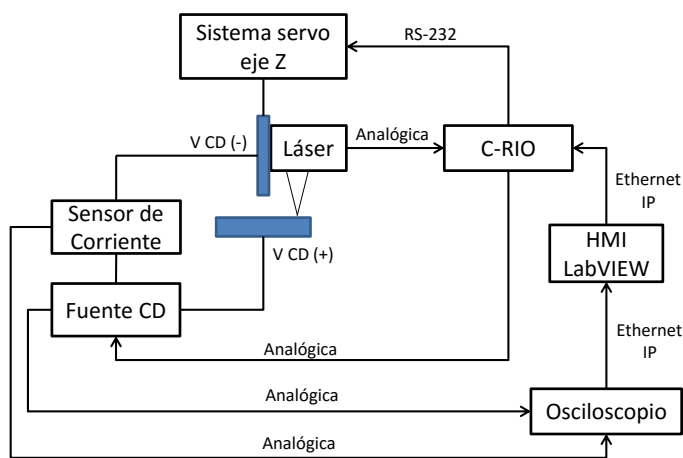 Sistema servo
eje Z
RS-232
V CD (-)
Láser
Analógica
C-RIO
Ethernet
IP
Sensor de
Corriente
HMI
LabVIEW
V CD (+)
Fuente CD
Ethernet
IP
Analógica
Analógica
Osciloscopio
Analógica